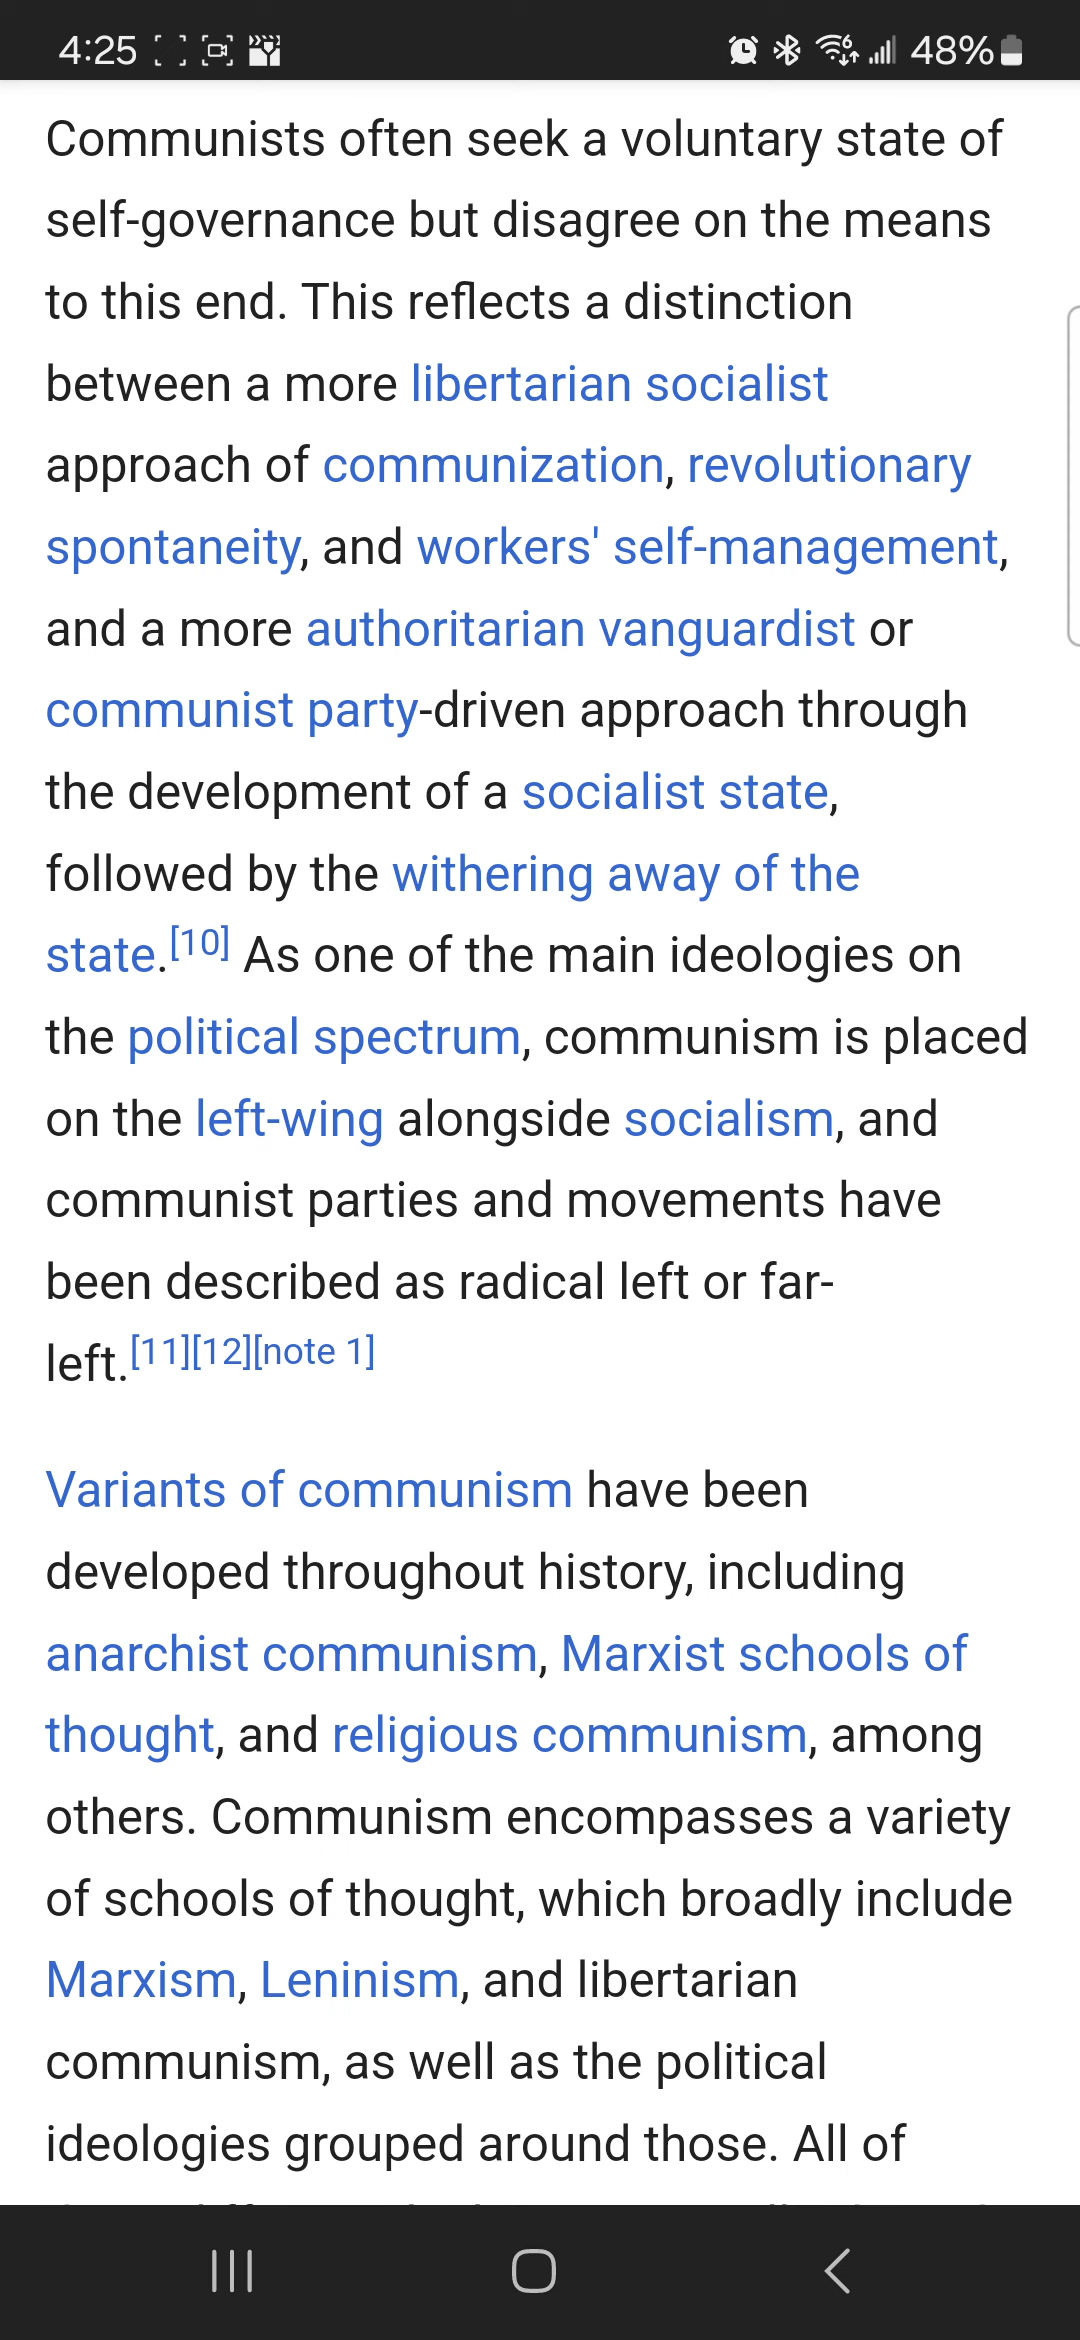 4:25
48%
Communists often seek a voluntary state of
self-governance but disagree on the means
to this end. This reflects a distinction
between a more libertarian socialist
approach of communization, revolutionary
spontaneity, and workers' self-management,
and a more authoritarian vanguardist or
communist party-driven approach through
the development of a socialist state,
followed by the withering away of the
state.[10] As one of the main ideologies on
the political spectrum, communism is placed
on the left-wing alongside socialism, and
communist parties and movements have
been described as radical left or far-
left.[11][12][note 1]
Variants of communism have been
developed throughout history, including
anarchist communism, Marxist schools of
thought, and religious communism, among
others. Communism encompasses a variety
of schools of thought, which broadly include
Marxism, Leninism, and libertarian
communism, as well as the political
ideologies grouped around those. All of